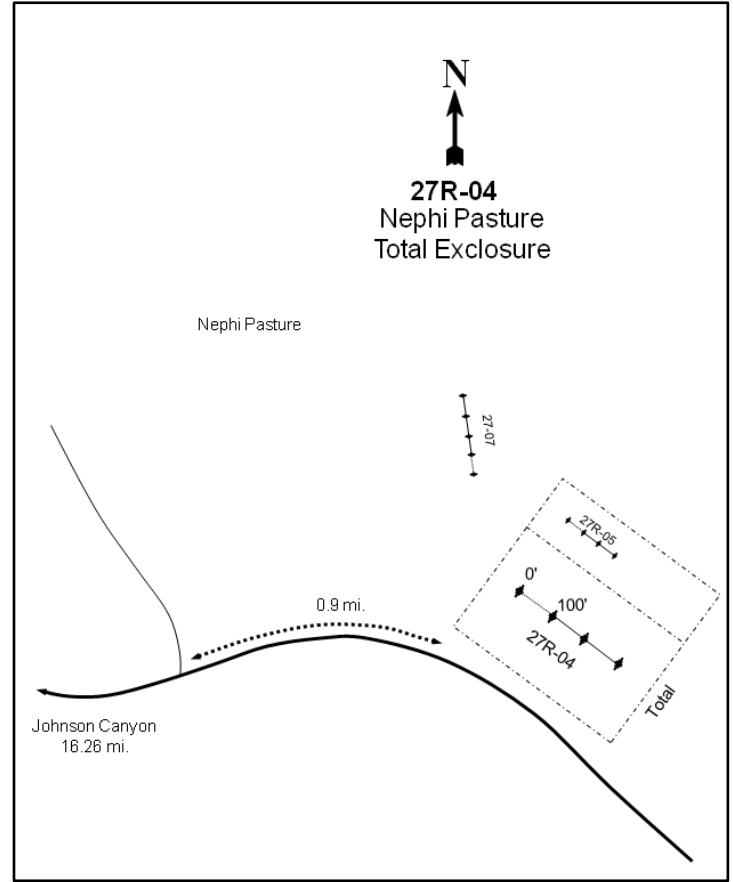 N
27R-04
Nephi Pasture
Total Exclosure
Nephi Pasture
27-07
27R-05
0'
100'
27R-04
0.9 mi.
Total
Johnson Canyon
16.26 mi.